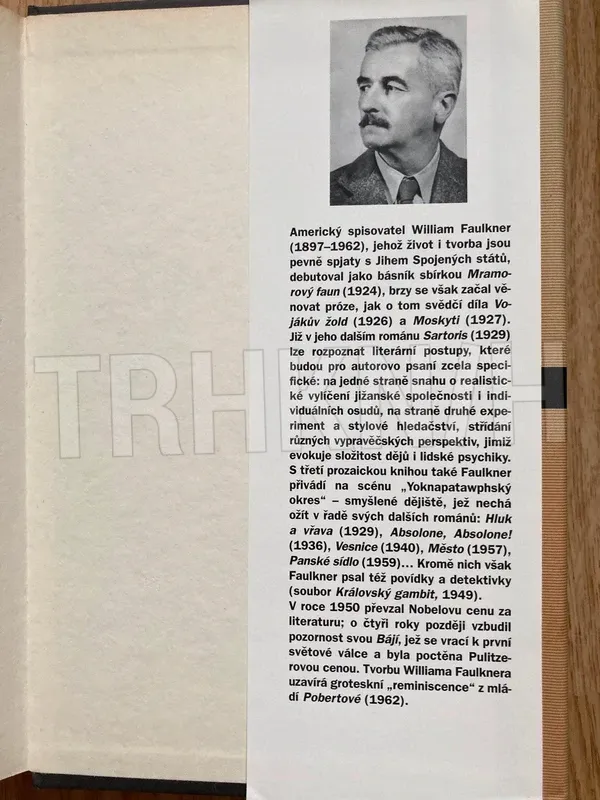 Americký spisovatel William Faulkner
(1897–1962), jehož život i tvorba jsou
pevně spjaty s Jihem Spojených států,
debutoval jako básník sbírkou Mramo-
rový faun (1924), brzy se však začal vě-
novat próze, jak o tom svědčí díla Vo-
jákův žold (1926) a Moskyti (1927).
Již v jeho dalším románu Sartoris (1929)
lze rozpoznat literární postupy, které
budou pro autorovo psaní zcela speci-
fické: na jedné straně snahu o realistic-
ké vylíčení jižanské společnosti i indi-
viduálních osudů, na straně druhé expe-
riment a stylové hledačství, střídání
různých vypravěčských perspektiv, jimiž
evokuje složitost dějů i lidské psychiky.
S třetí prozaickou knihou také Faulkner
přivádí na scénu „Yoknapatawphský
okres“ – smyšlené dějiště, jež nechá
ožít v řadě svých dalších románů: Hluk
a vřava (1929), Absolone, Absolone!
(1936), Vesnice (1940), Město (1957),
Panské sídlo (1959)... Kromě nich však
Faulkner psal též povídky a detektivky
(soubor Královský gambit, 1949).
V roce 1950 převzal Nobelovu cenu za
literaturu; o čtyři roky později vzbudil
pozornost svou Bájí, jež se vrací k první
světové válce a byla poctěna Pulitze-
rovou cenou. Tvorbu Williama Faulknera
uzavírá groteskní „reminiscence“ z mlá-
dí Pobertové (1962).
TRHKNIH